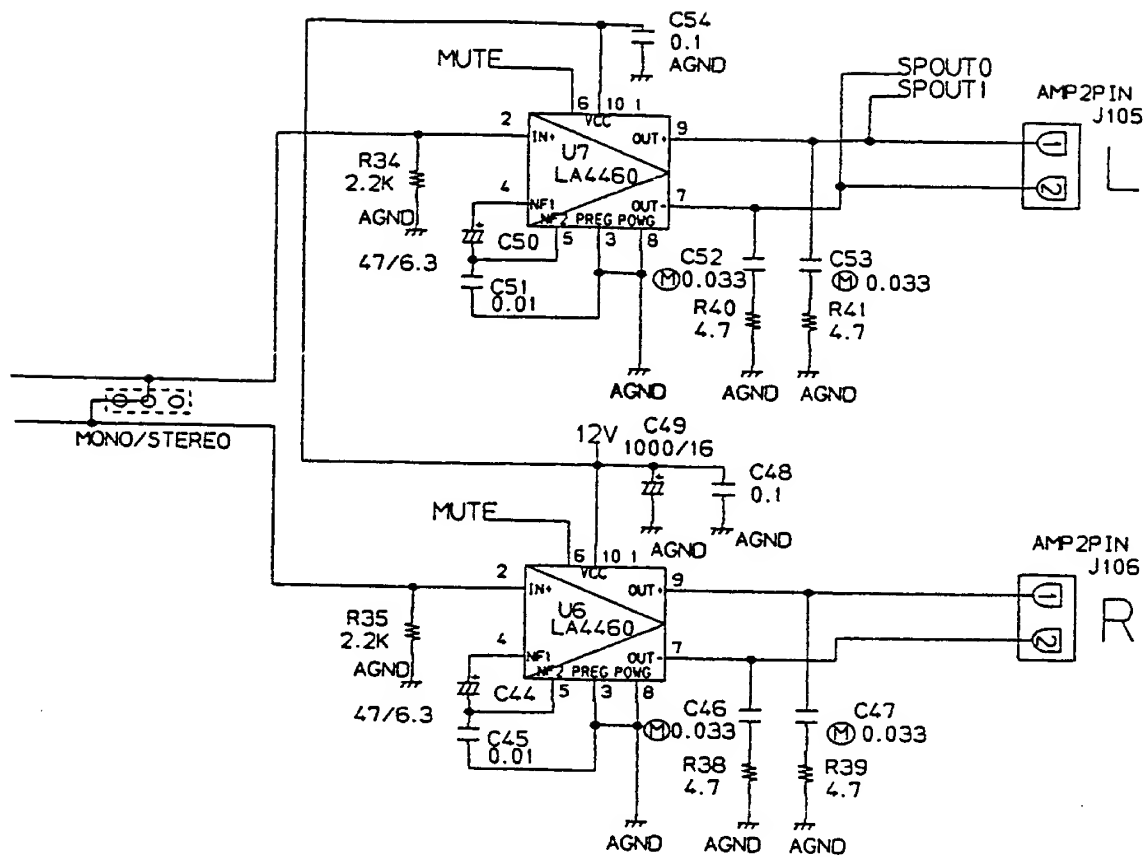 C54
0.1
AGND
MUTE
SPOUT0
SPOUT1
AMP2PIN
J105
6 10 1
VCC
2
IN+
OUT+
9
1
U7
LA4460
R34
2.2K
AGND
4
NF1
OUT-
7
2
L
NF2 PREG POWG
5 3 8
C50
47/6.3
C51
0.01
C52
M 0.033
C53
M 0.033
R40
4.7
R41
4.7
AGND
AGND
AGND
MONO/STEREO
12V
C49
1000/16
C48
0.1
AGND
AGND
MUTE
AMP2PIN
J106
6 10 1
VCC
2
IN+
OUT+
9
1
U6
LA4460
R35
2.2K
AGND
4
NF1
OUT-
7
2
R
NF2 PREG POWG
5 3 8
C44
47/6.3
C45
0.01
C46
M 0.033
C47
M 0.033
R38
4.7
R39
4.7
AGND
AGND
AGND